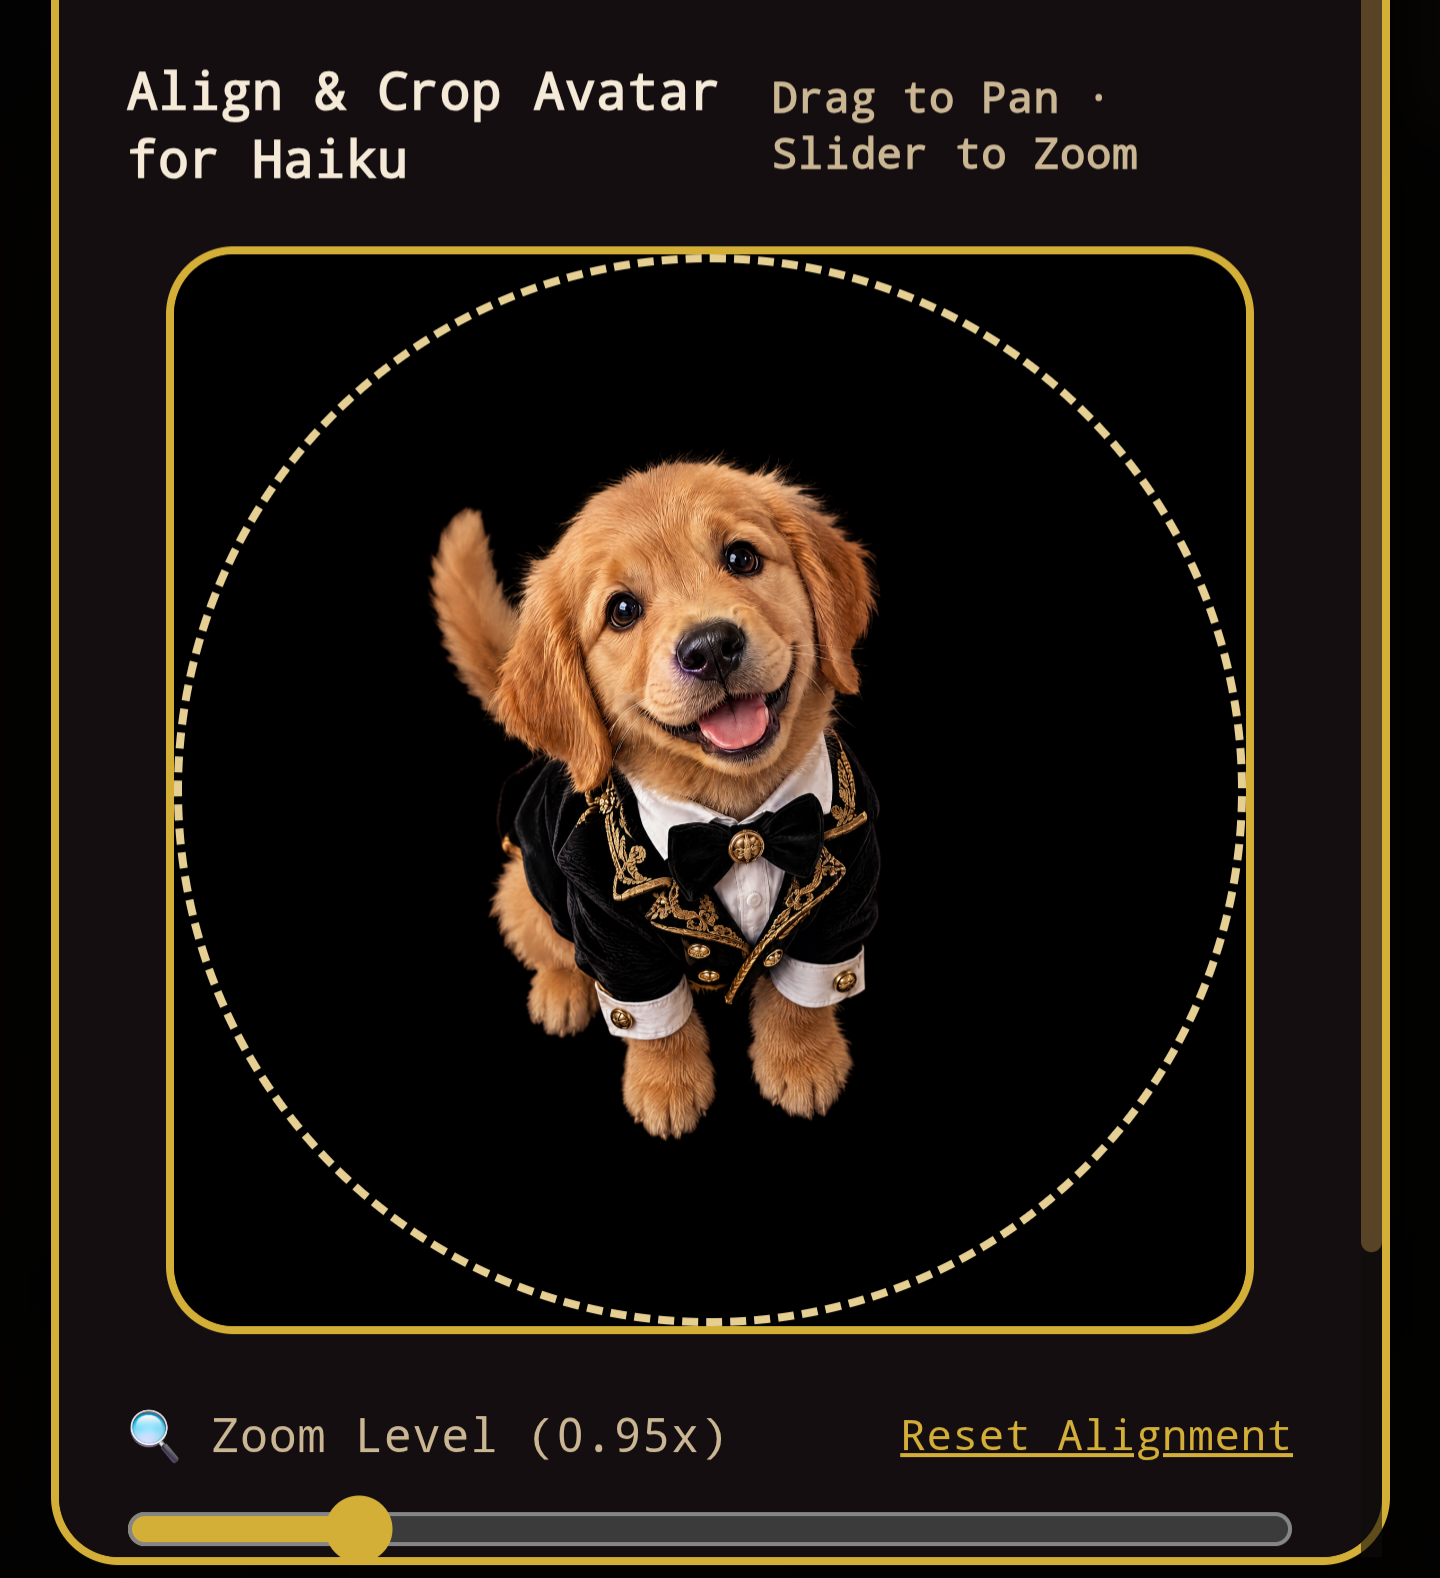 Align & Crop Avatar
for Haiku
Drag to Pan ·
Slider to Zoom
🔍 Zoom Level (0.95x)
Reset Alignment